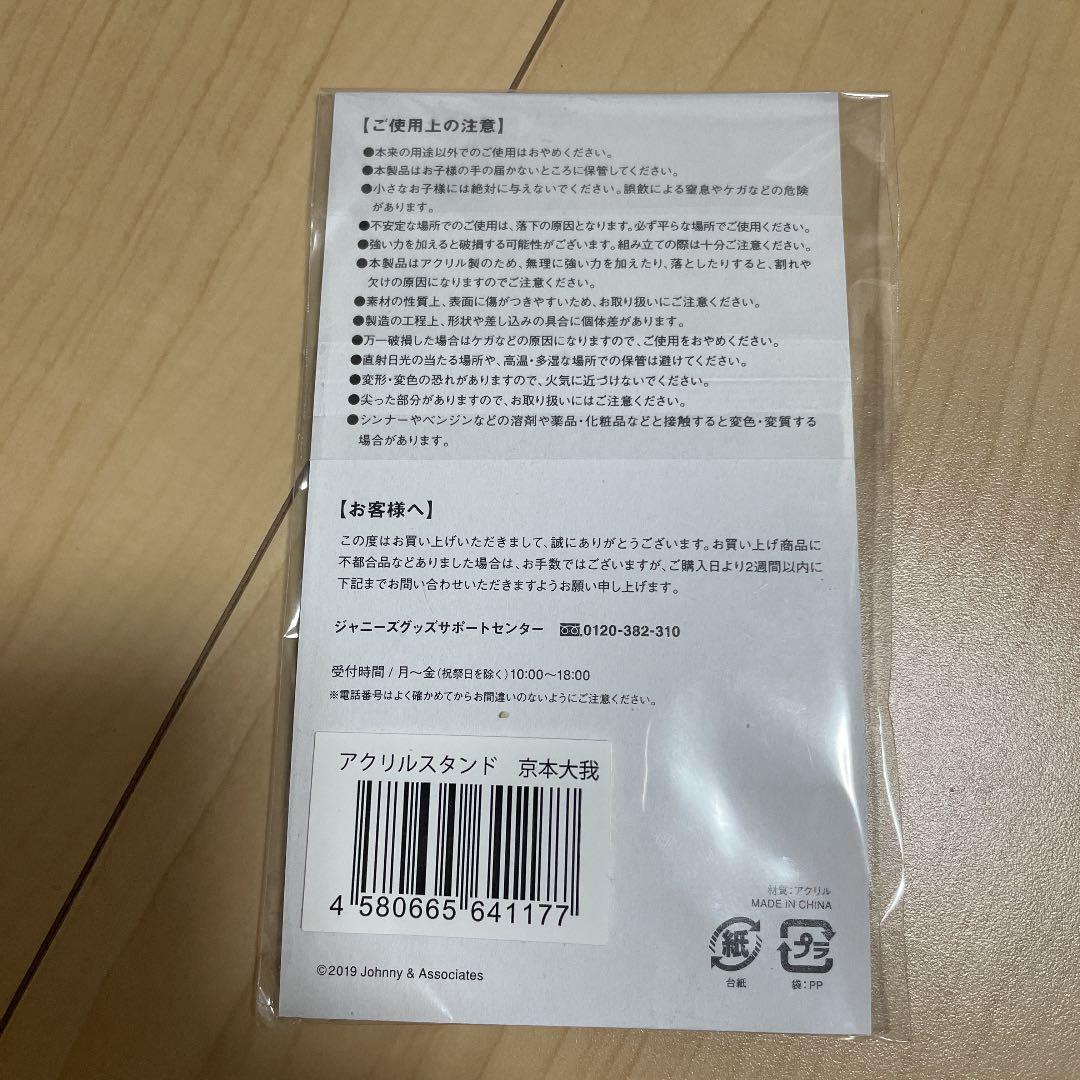 【ご使用上の注意】
●本来の用途以外でのご使用はおやめください。
●本製品はお子様の手の届かないところに保管してください。
●小さなお子様には絶対に与えないでください。誤飲による窒息やケガなどの危険
があります。
●不安定な場所でのご使用は、落下の原因となります。必ず平らな場所でご使用ください。
●強い力を加えると破損する可能性がございます。組み立ての際は十分ご注意ください。
●本製品はアクリル製のため、無理に強い力を加えたり、落としたりすると、割れや
欠けの原因になりますのでご注意ください。
●素材の性質上、表面に傷がつきやすいため、お取り扱いにご注意ください。
●製造の工程上、形状や差し込みの具合に個体差があります。
●万一破損した場合はケガなどの原因になりますので、ご使用をおやめください。
●直射日光の当たる場所や、高温・多湿な場所での保管は避けてください。
●変形・変色の恐れがありますので、火気に近づけないでください。
●尖った部分がありますので、お取り扱いにはご注意ください。
●シンナーやベンジンなどの溶剤や薬品・化粧品などと接触すると変色・変質する
場合があります。
【お客様へ】
この度はお買い上げいただきまして、誠にありがとうございます。お買い上げ商品に
不都合品などありました場合は、お手数ではございますが、ご購入日より2週間以内に
下記までお問い合わせいただきますようお願い申し上げます。
ジャニーズグッズサポートセンター 0120-382-310
受付時間/月〜金(祝祭日を除く)10:00〜18:00
※電話番号はよく確かめてからお間違いのないようにご注意ください。
アクリルスタンド 京本大我
4 580665 641177
材質：アクリル
MADE IN CHINA
紙 プラ
台紙 袋：PP
©2019 Johnny & Associates